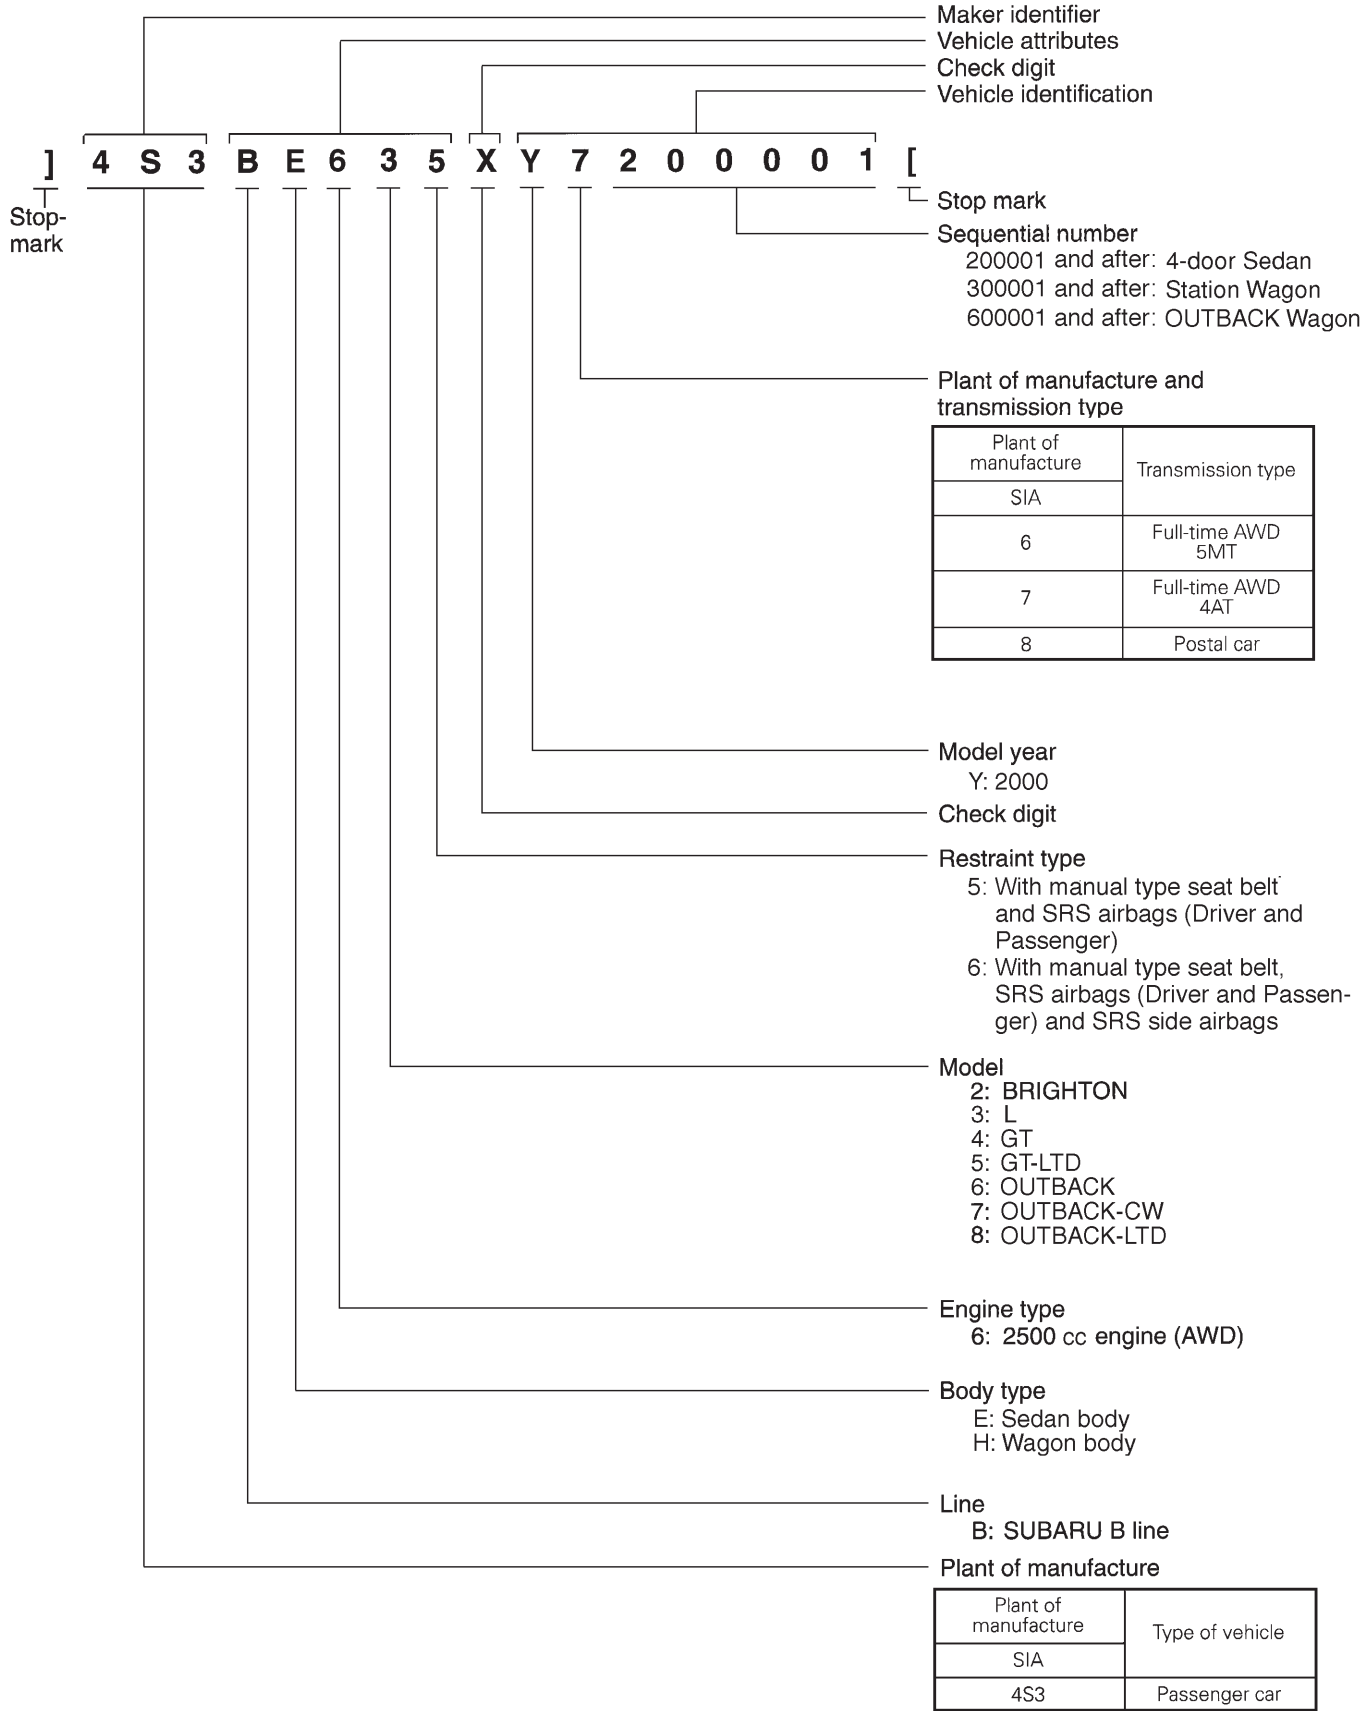 Maker identifier
Vehicle attributes
Check digit
Vehicle identification
] 4 S 3 B E 6 3 5 X Y 7 2 0 0 0 0 1 [
Stop-
mark
Stop mark
Sequential number
200001 and after: 4-door Sedan
300001 and after: Station Wagon
600001 and after: OUTBACK Wagon
Plant of manufacture and
transmission type
Plant of
manufacture
Transmission type
SIA
6 Full-time AWD
5MT
7 Full-time AWD
4AT
8 Postal car
Model year
Y: 2000
Check digit
Restraint type
5: With manual type seat belt
and SRS airbags (Driver and
Passenger)
6: With manual type seat belt,
SRS airbags (Driver and Passen-
ger) and SRS side airbags
Model
2: BRIGHTON
3: L
4: GT
5: GT-LTD
6: OUTBACK
7: OUTBACK-CW
8: OUTBACK-LTD
Engine type
6: 2500 cc engine (AWD)
Body type
E: Sedan body
H: Wagon body
Line
B: SUBARU B line
Plant of manufacture
Plant of
manufacture
Type of vehicle
SIA
4S3 Passenger car